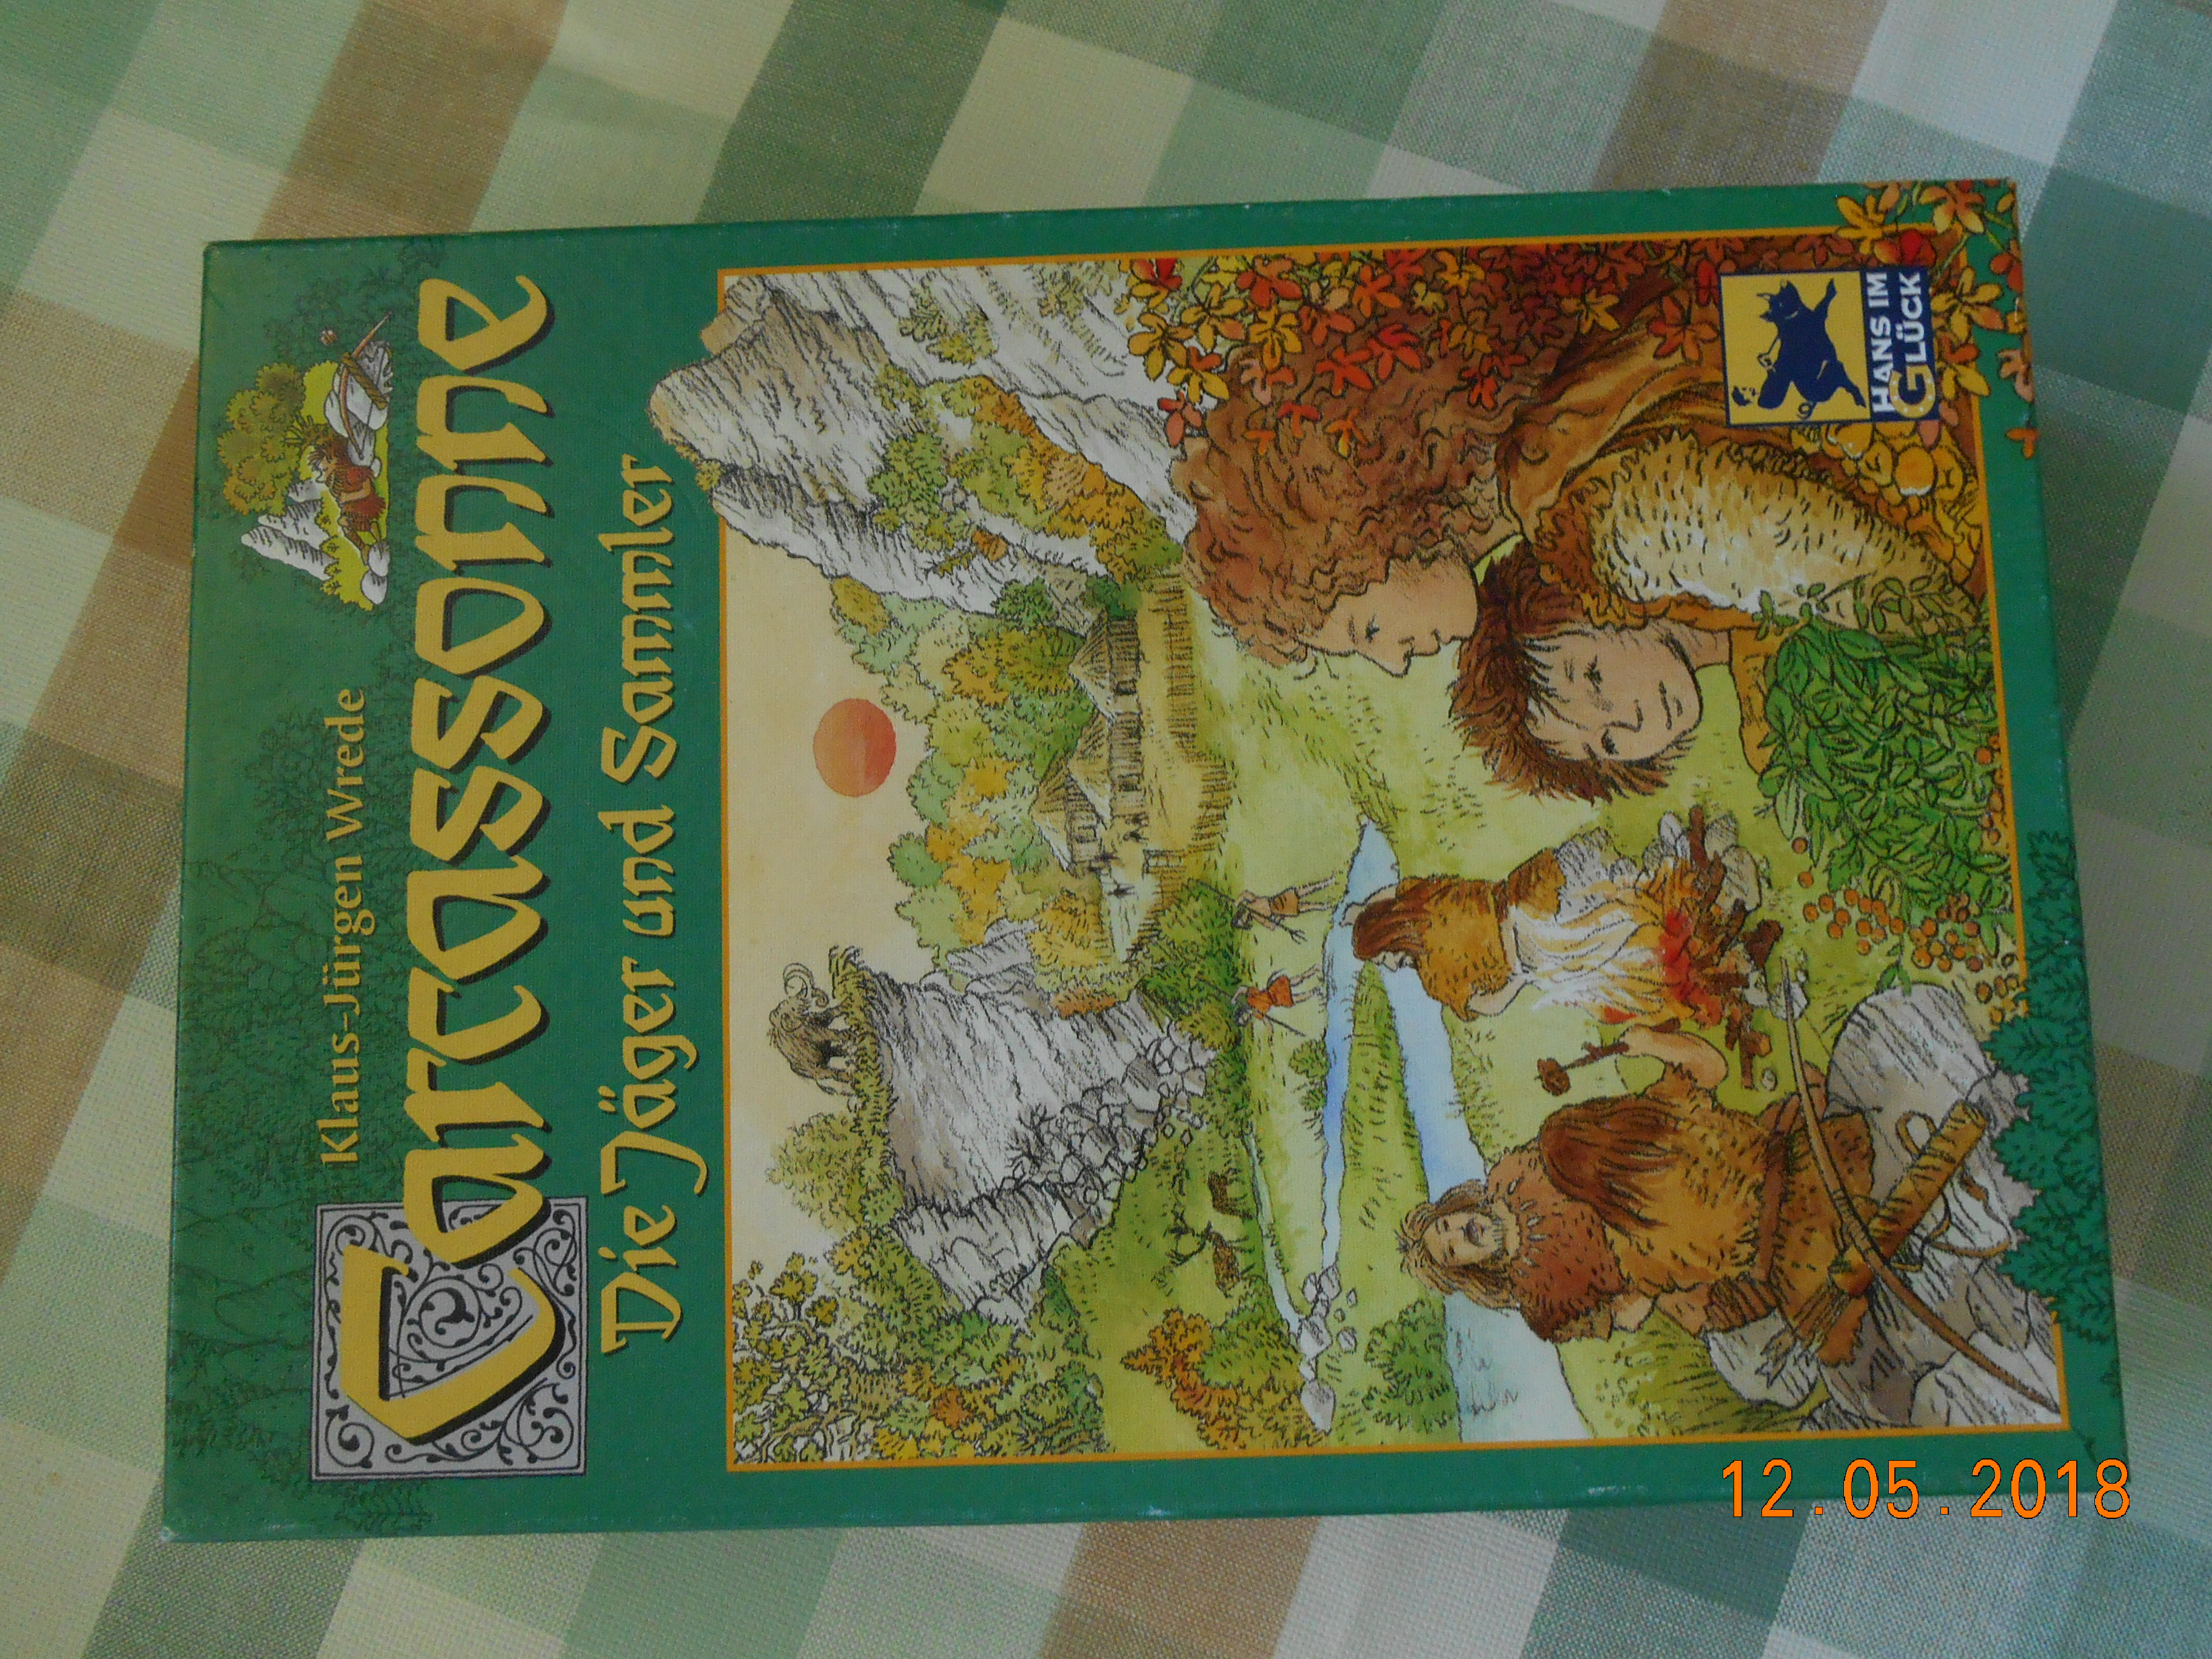 Klaus-Jürgen Wrede
Carcassonne
Die Jäger und Sammler
HANS IM
GLÜCK
12.05.2018